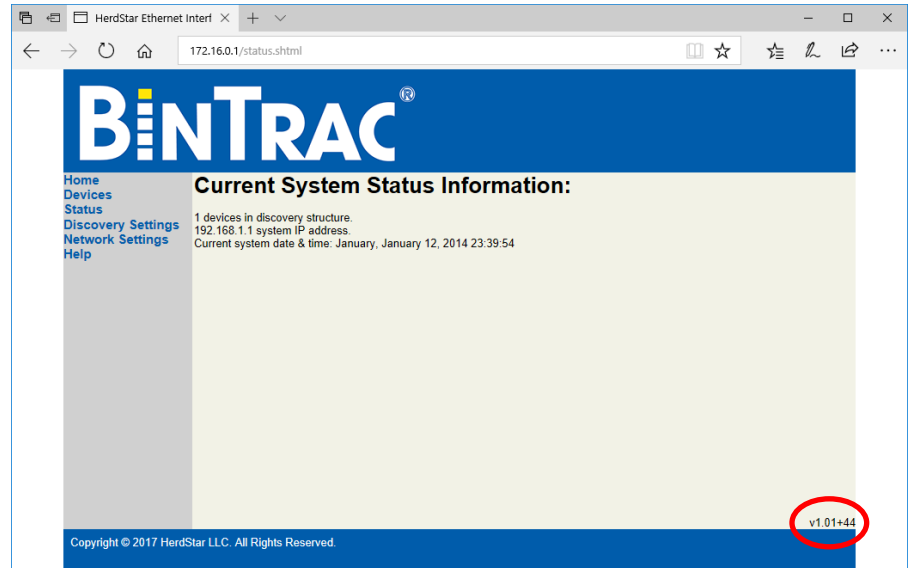 HerdStar Ethernet Interf
172.16.0.1/status.shtml
BINTRAC®
Home
Devices
Status
Discovery Settings
Network Settings
Help
Current System Status Information:
1 devices in discovery structure.
192.168.1.1 system IP address.
Current system date & time: January, January 12, 2014 23:39:54
v1.01+44
Copyright © 2017 HerdStar LLC. All Rights Reserved.